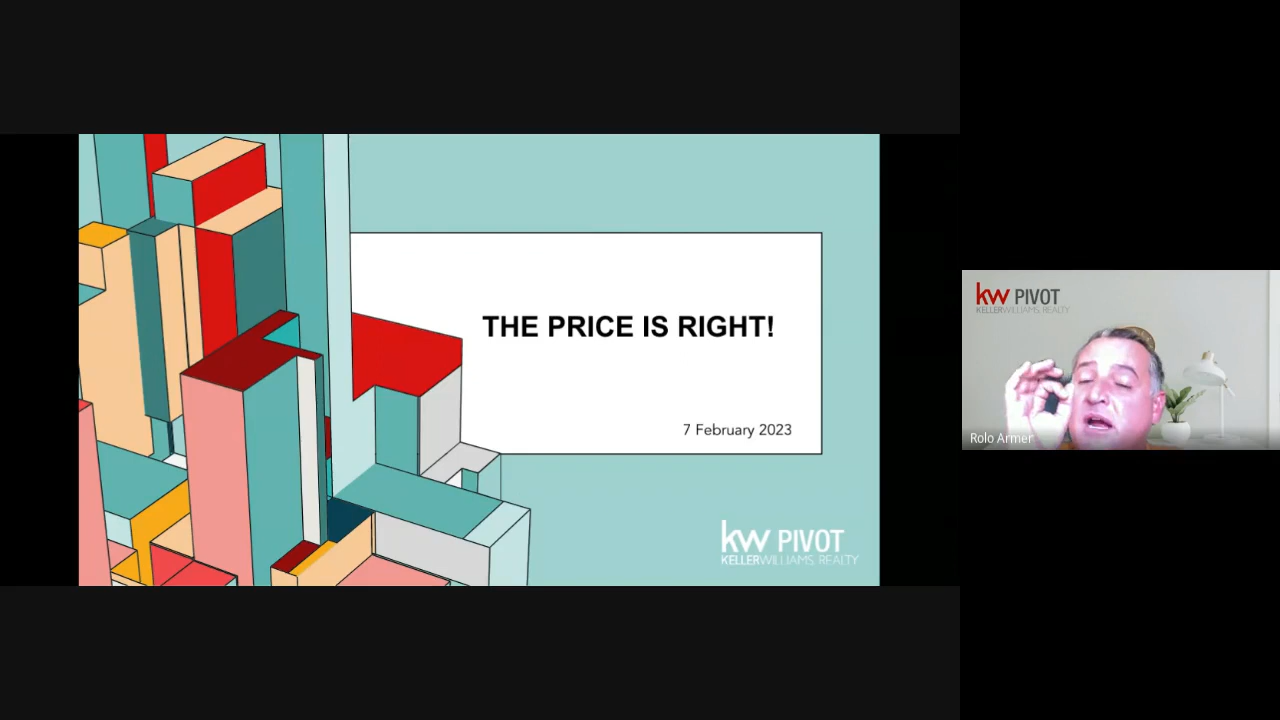 THE PRICE IS RIGHT!
7 February 2023
kw PIVOT
KELLERWILLIAMS. REALTY
kw PIVOT
KELLERWILLIAMS. REALTY
Rolo Armer